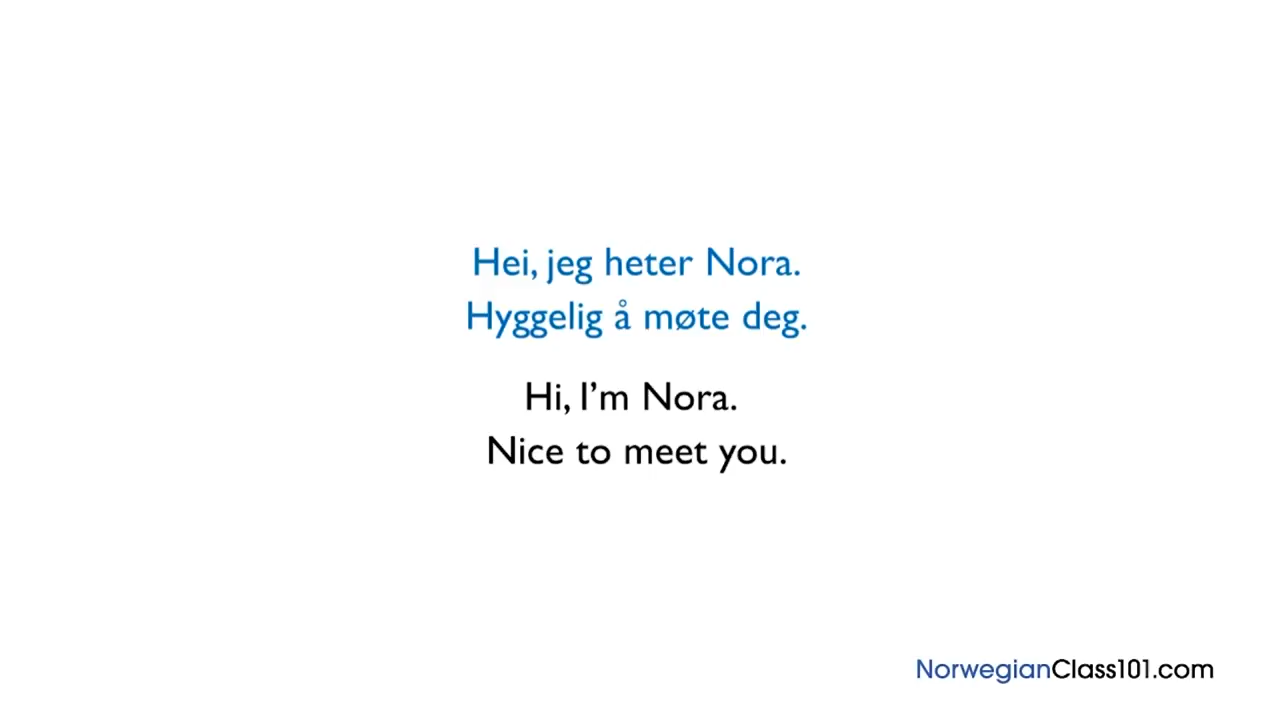 Hei, jeg heter Nora.
Hyggelig å møte deg.
Hi, I’m Nora.
Nice to meet you.
NorwegianClass101.com